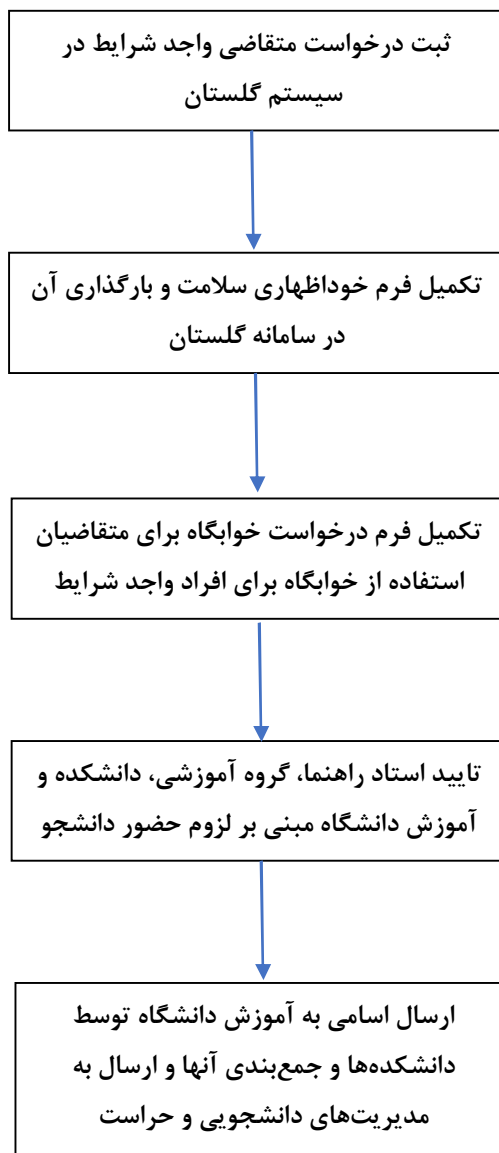 ثبت درخواست متقاضی واجد شرایط در
سیستم گلستان
تکمیل فرم خوداظهاری سلامت و بارگذاری آن
در سامانه گلستان
تکمیل فرم درخواست خوابگاه برای متقاضیان
استفاده از خوابگاه برای افراد واجد شرایط
تایید استاد راهنما، گروه آموزشی، دانشکده و
آموزش دانشگاه مبنی بر لزوم حضور دانشجو
ارسال اسامی به آموزش دانشگاه توسط
دانشکده‌ها و جمع‌بندی آنها و ارسال به
مدیریت‌های دانشجویی و حراست